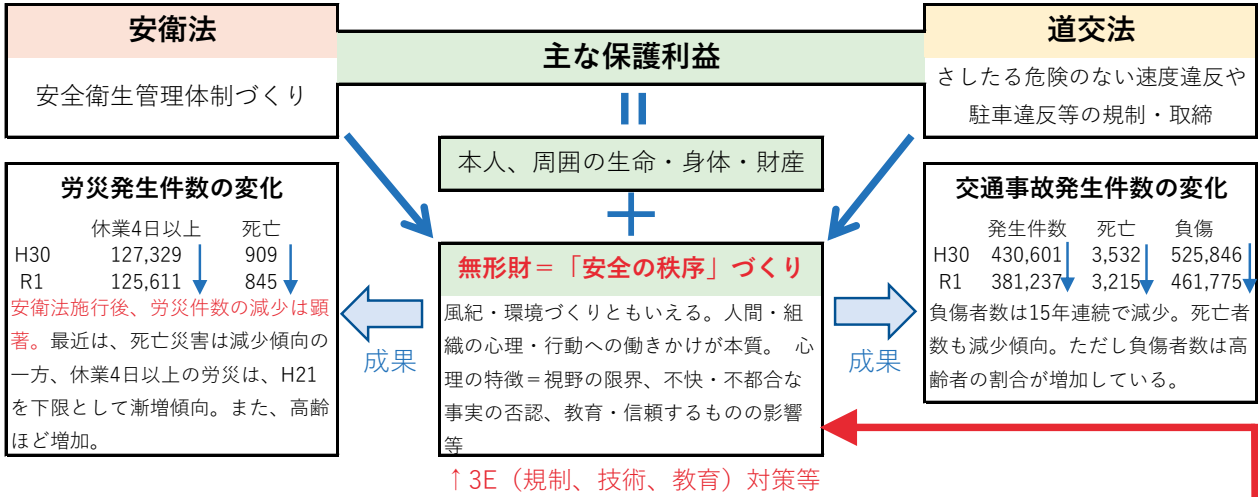 安衛法
安全衛生管理体制づくり
主な保護利益
道交法
さしたる危険のない速度違反や
駐車違反等の規制・取締
本人、周囲の生命・身体・財産
労災発生件数の変化
休業4日以上 死亡
H30 127,329 909
R1 125,611 845
安衛法施行後、労災件数の減少は顕
著。最近は、死亡災害は減少傾向の
一方、休業4日以上の労災は、H21
を下限として漸増傾向。また、高齢
ほど増加。
成果
無形財＝「安全の秩序」づくり
風紀・環境づくりともいえる。人間・組
織の心理・行動への働きかけが本質。 心
理の特徴＝視野の限界、不快・不都合な
事実の否認、教育・信頼するものの影響
等
↑3E（規制、技術、教育）対策等
成果
交通事故発生件数の変化
発生件数 死亡 負傷
H30 430,601 3,532 525,846
R1 381,237 3,215 461,775
負傷者数は15年連続で減少。死亡者
数も減少傾向。ただし負傷者数は高
齢者の割合が増加している。